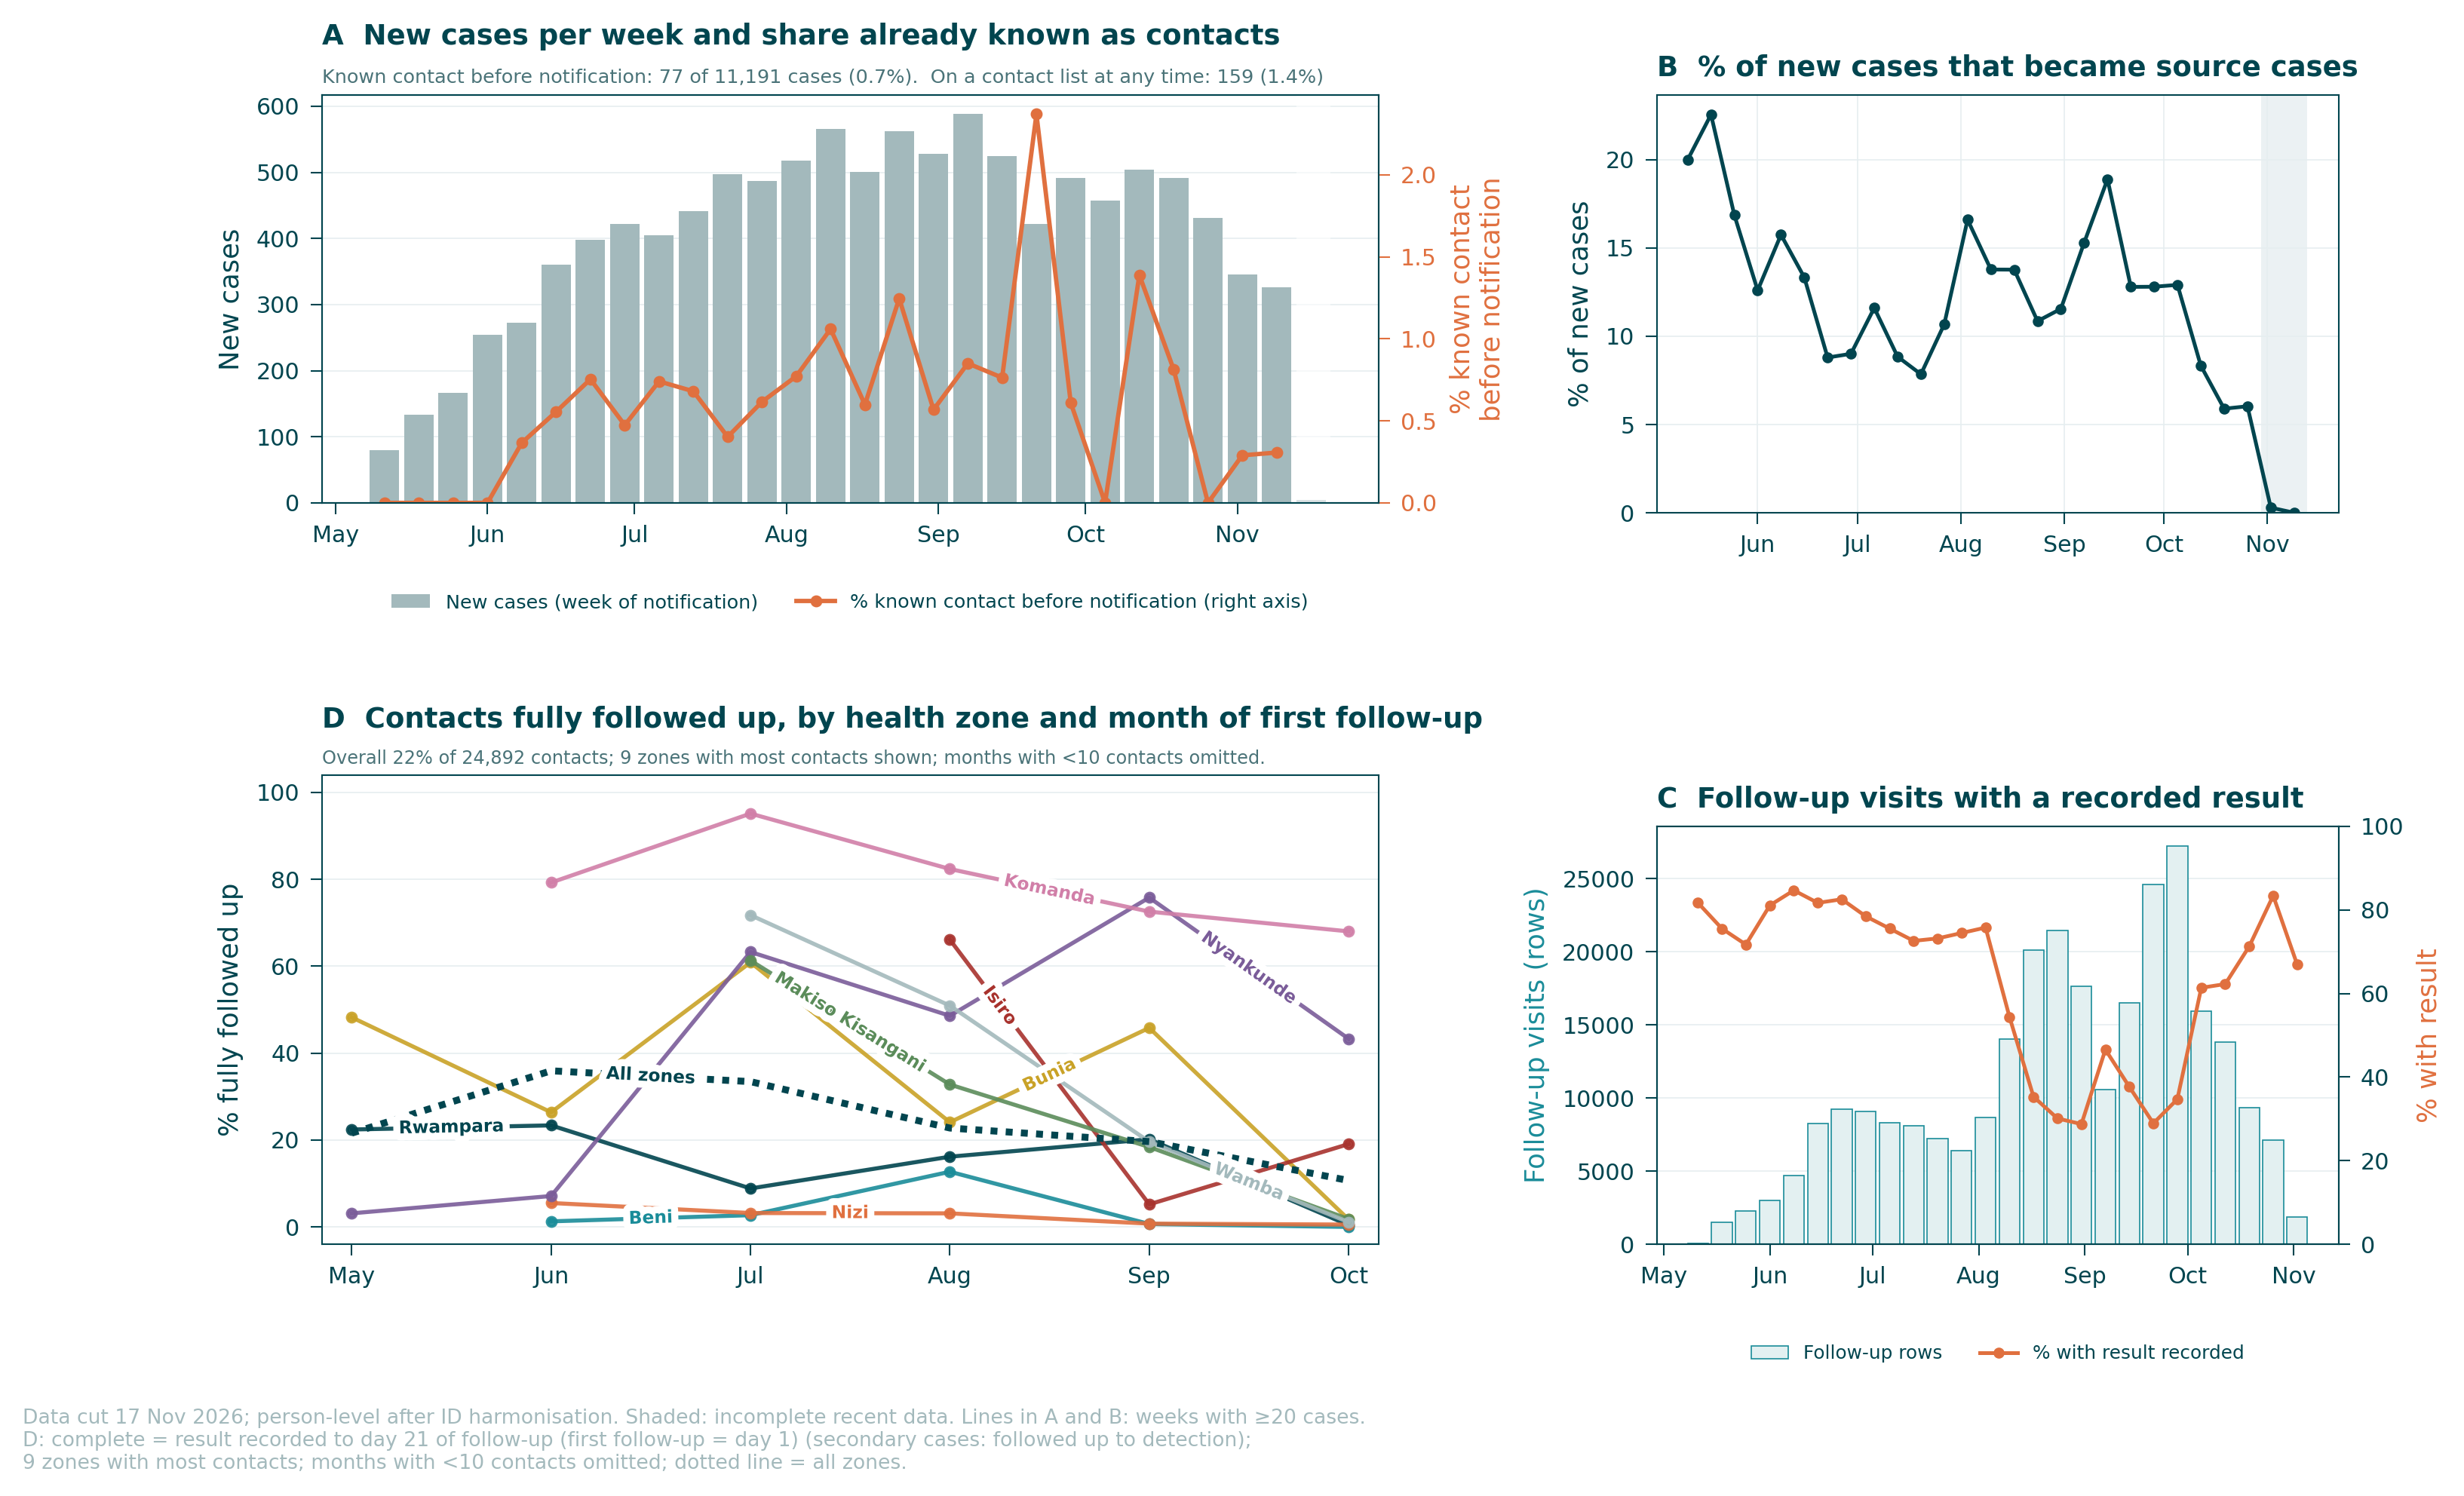 A  New cases per week and share already known as contacts
Known contact before notification: 77 of 11,191 cases (0.7%).  On a contact list at any time: 159 (1.4%)
600
500
400
300
200
100
0
New cases
2.0
1.5
1.0
0.5
0.0
% known contact
before notification
May Jun Jul Aug Sep Oct Nov
New cases (week of notification)
% known contact before notification (right axis)
B  % of new cases that became source cases
20
15
10
5
0
% of new cases
Jun Jul Aug Sep Oct Nov
D  Contacts fully followed up, by health zone and month of first follow-up
Overall 22% of 24,892 contacts; 9 zones with most contacts shown; months with <10 contacts omitted.
100
80
60
40
20
0
% fully followed up
Komanda
Nyankunde
Isiro
Makiso Kisangani
Bunia
All zones
Rwampara
Wamba
Beni
Nizi
May Jun Jul Aug Sep Oct
C  Follow-up visits with a recorded result
25000
20000
15000
10000
5000
0
Follow-up visits (rows)
100
80
60
40
20
0
% with result
May Jun Jul Aug Sep Oct Nov
Follow-up rows
% with result recorded
Data cut 17 Nov 2026; person-level after ID harmonisation. Shaded: incomplete recent data. Lines in A and B: weeks with ≥20 cases.
D: complete = result recorded to day 21 of follow-up (first follow-up = day 1) (secondary cases: followed up to detection);
9 zones with most contacts; months with <10 contacts omitted; dotted line = all zones.